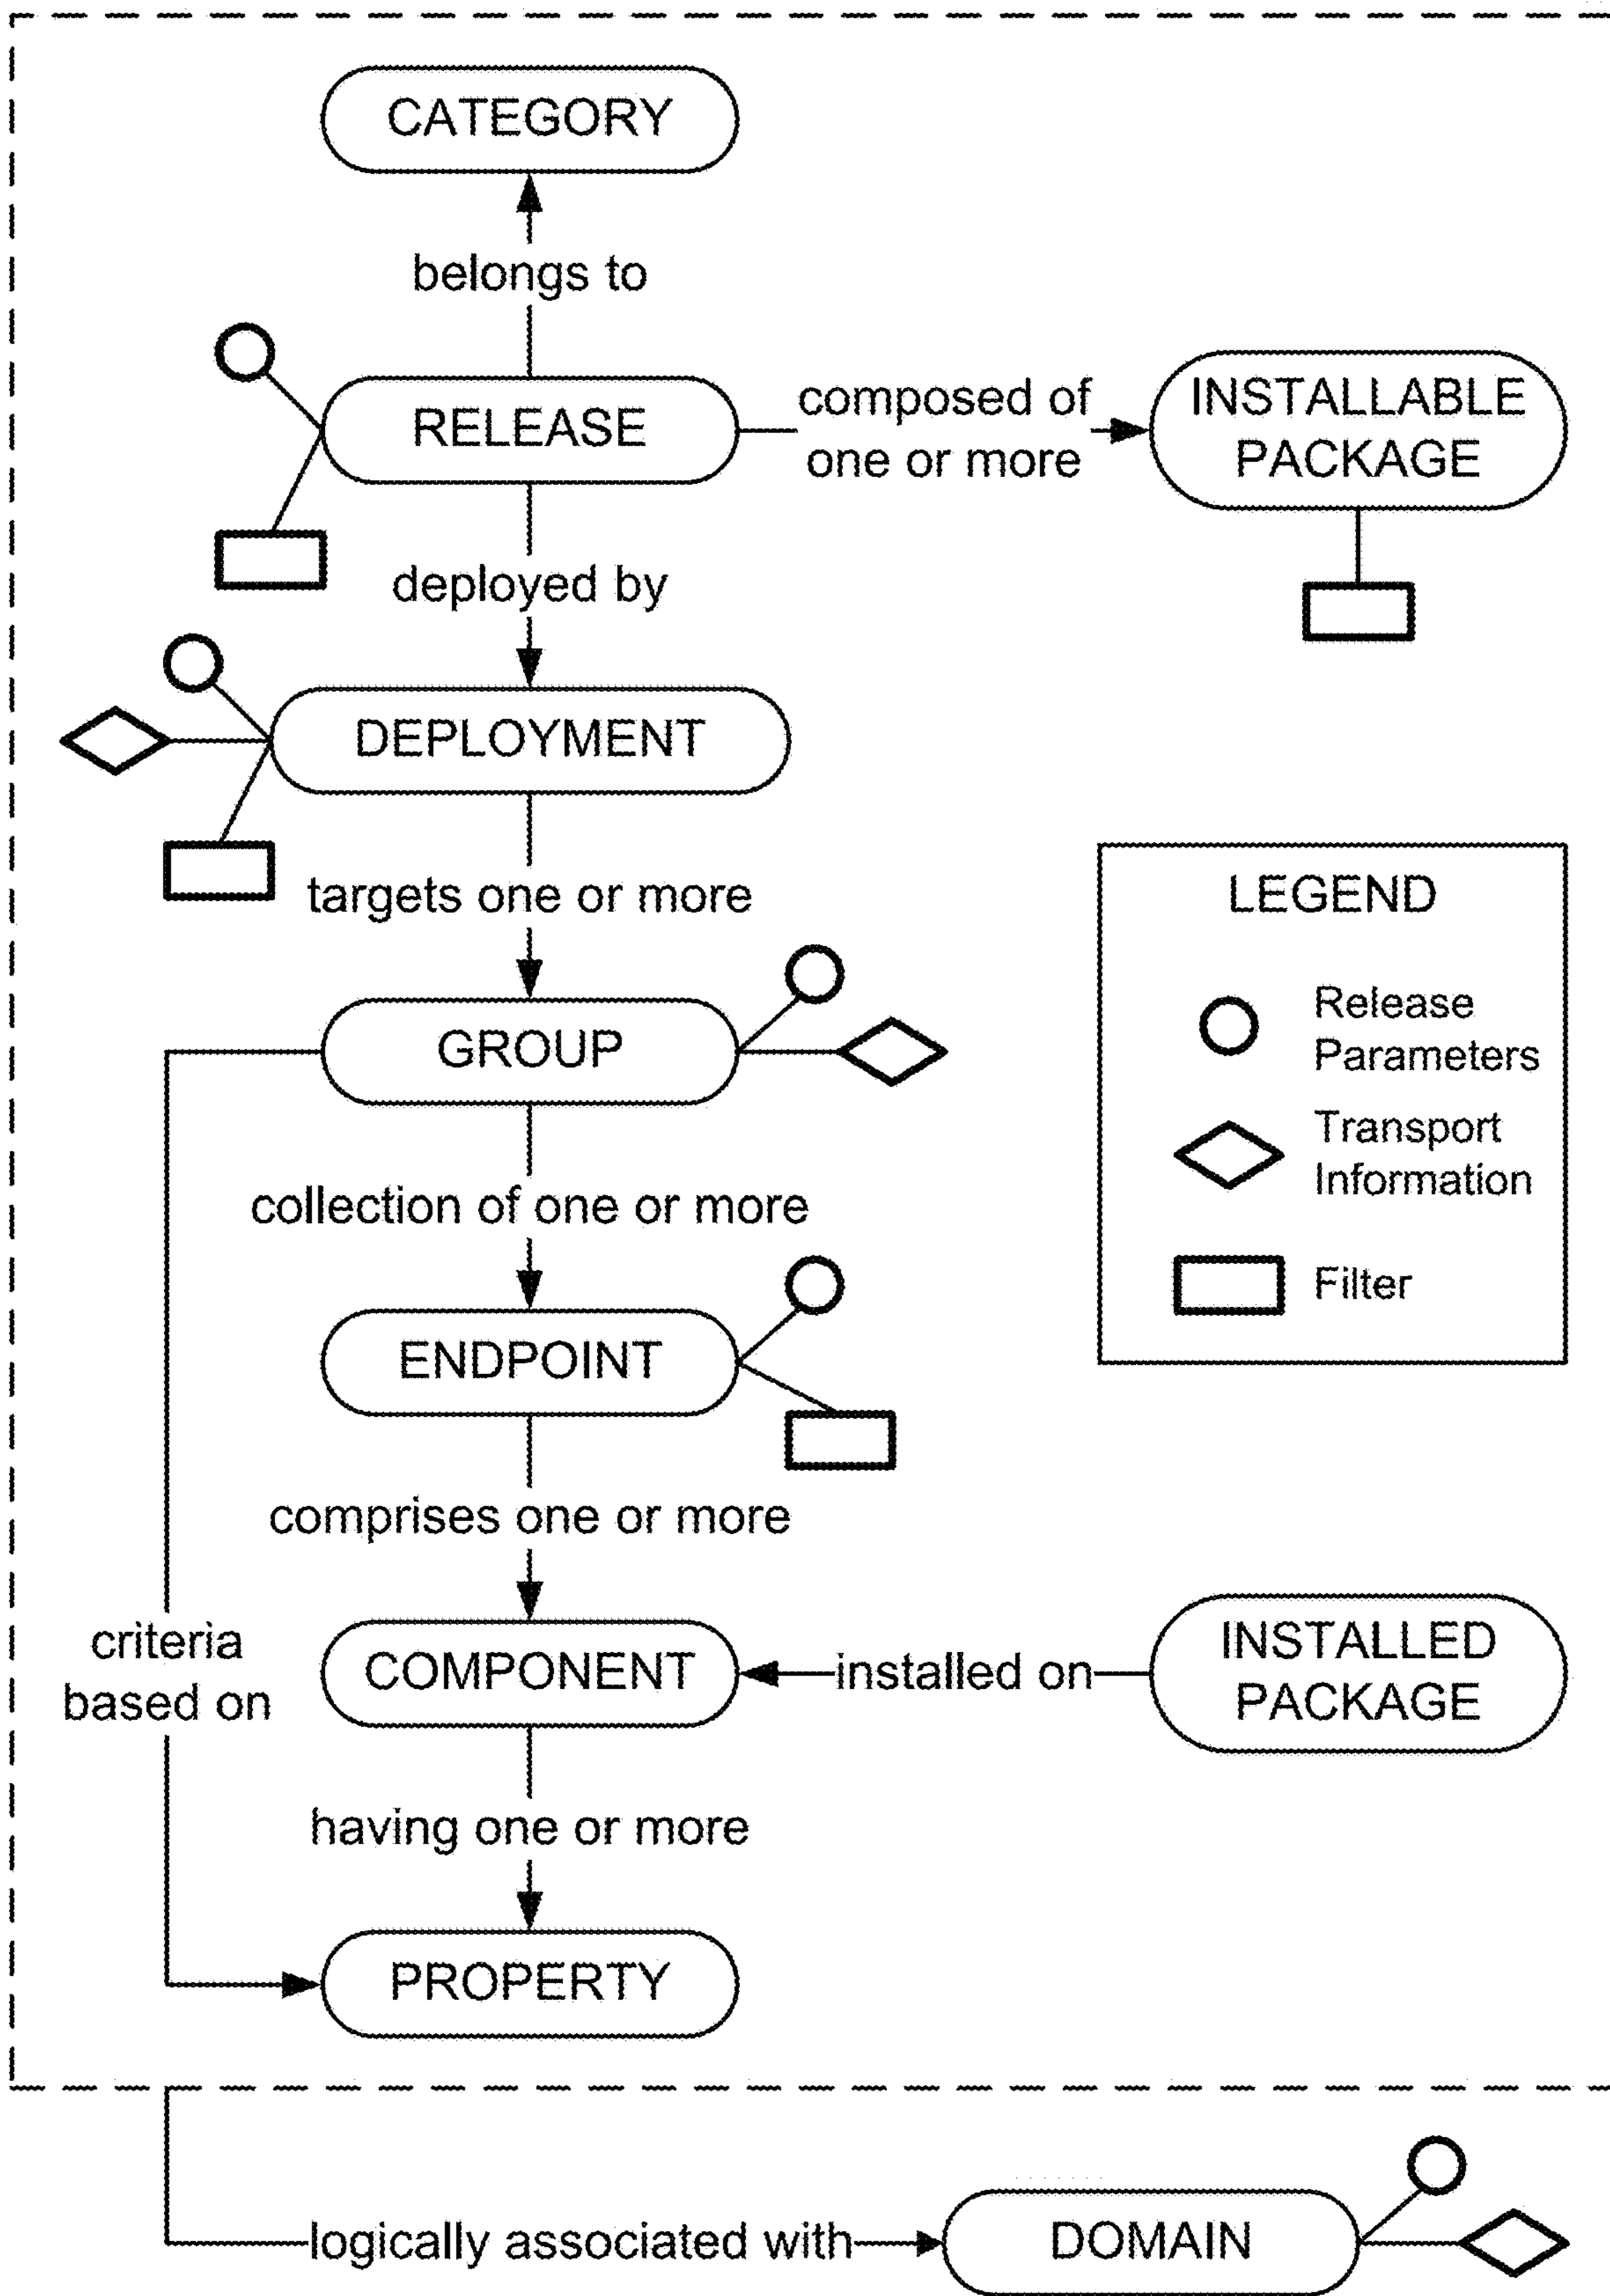 CATEGORY
belongs to
RELEASE
composed of
one or more
INSTALLABLE
PACKAGE
deployed by
DEPLOYMENT
targets one or more
GROUP
collection of one or more
ENDPOINT
comprises one or more
COMPONENT
installed on
INSTALLED
PACKAGE
criteria
based on
having one or more
PROPERTY
LEGEND
Release
Parameters
Transport
Information
Filter
logically associated with
DOMAIN